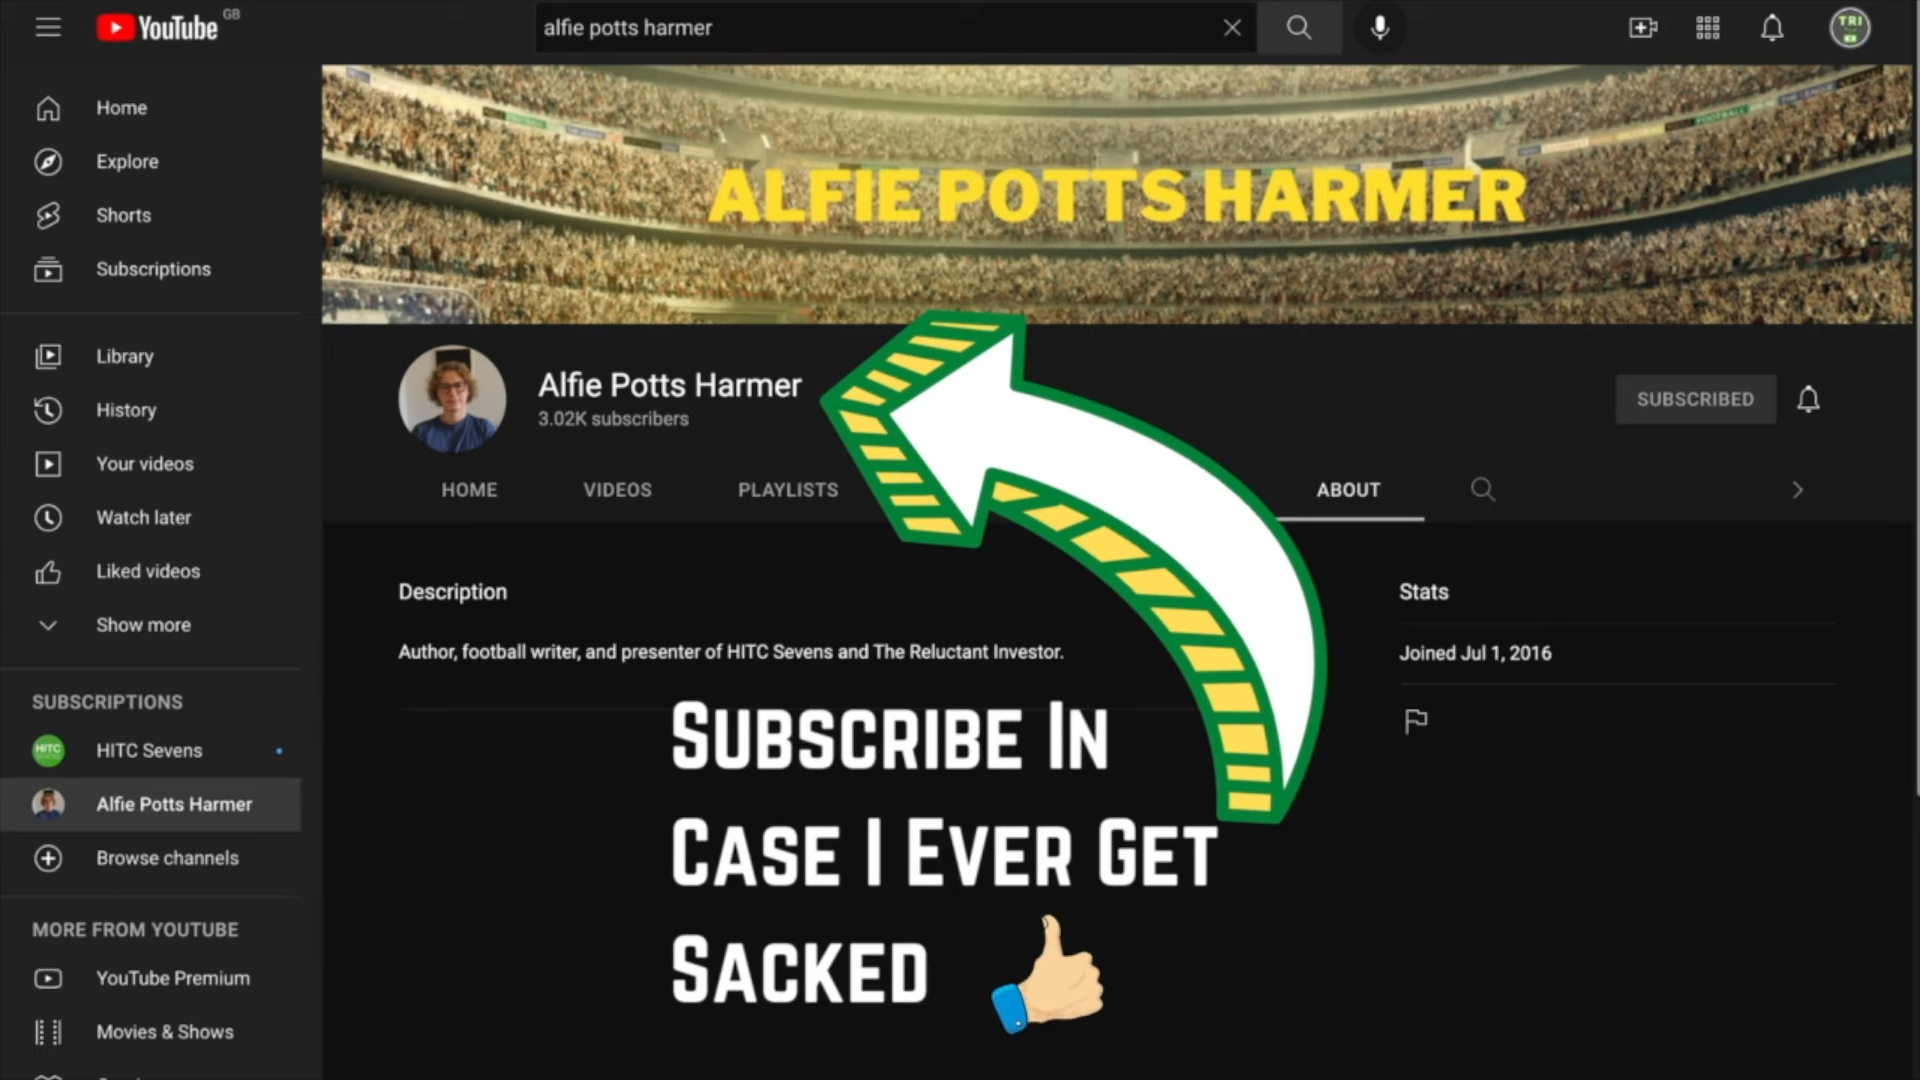 YouTube GB
alfie potts harmer
TRI
Home
Explore
Shorts
Subscriptions
Library
History
Your videos
Watch later
Liked videos
Show more
SUBSCRIPTIONS
HITC
HITC Sevens
Alfie Potts Harmer
Browse channels
MORE FROM YOUTUBE
YouTube Premium
Movies & Shows
FOOTBALL
ALFIE POTTS HARMER
Alfie Potts Harmer
3.02K subscribers
SUBSCRIBED
HOME VIDEOS PLAYLISTS ABOUT
Description
Author, football writer, and presenter of HITC Sevens and The Reluctant Investor.
Stats
Joined Jul 1, 2016
SUBSCRIBE IN
CASE I EVER GET
SACKED